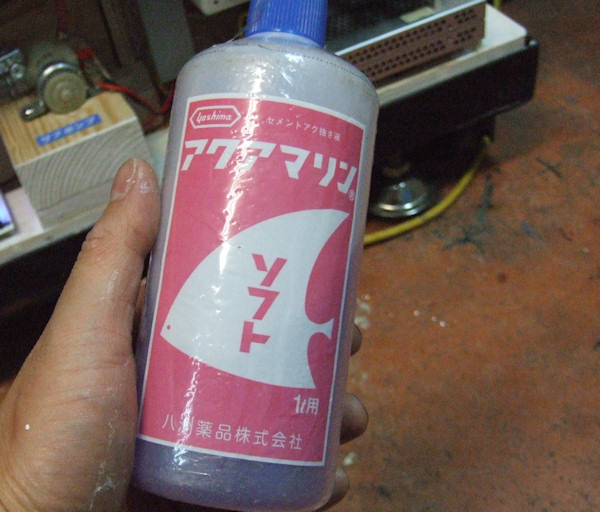 yashima
セメントアク抜き液
アクアマリン®
ソフト
1ℓ用
八洲薬品株式会社